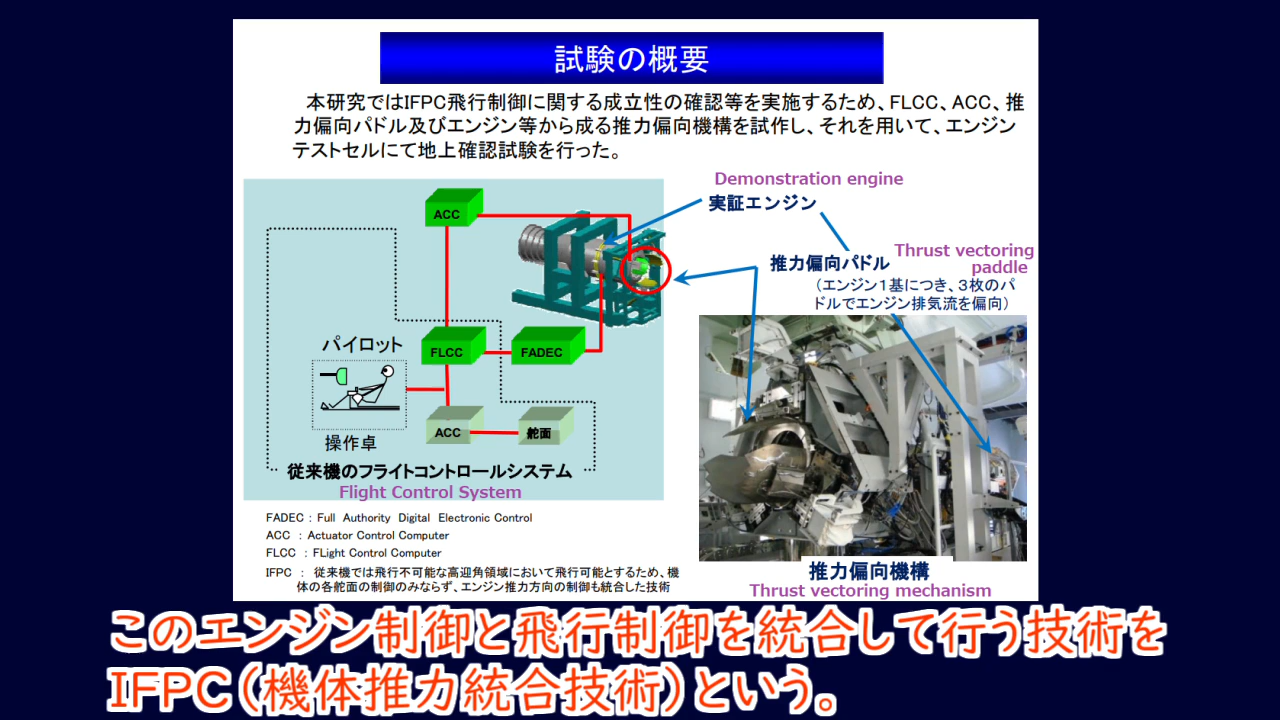 試験の概要
本研究ではIFPC飛行制御に関する成立性の確認等を実施するため、FLCC、ACC、推
力偏向パドル及びエンジン等から成る推力偏向機構を試作し、それを用いて、エンジン
テストセルにて地上確認試験を行った。
Demonstration engine
実証エンジン
ACC
Thrust vectoring
paddle
推力偏向パドル
（エンジン１基につき、３枚のパ
ドルでエンジン排気流を偏向）
パイロット
FLCC
FADEC
ACC
舵面
操作卓
従来機のフライトコントロールシステム
Flight Control System
FADEC : Full Authority Digital Electronic Control
ACC : Actuator Control Computer
FLCC : FLight Control Computer
IFPC : 従来機では飛行不可能な高迎角領域において飛行可能とするため、機
体の各舵面の制御のみならず、エンジン推力方向の制御も統合した技術
推力偏向機構
Thrust vectoring mechanism
このエンジン制御と飛行制御を統合して行う技術を
IFPC（機体推力統合技術）という。